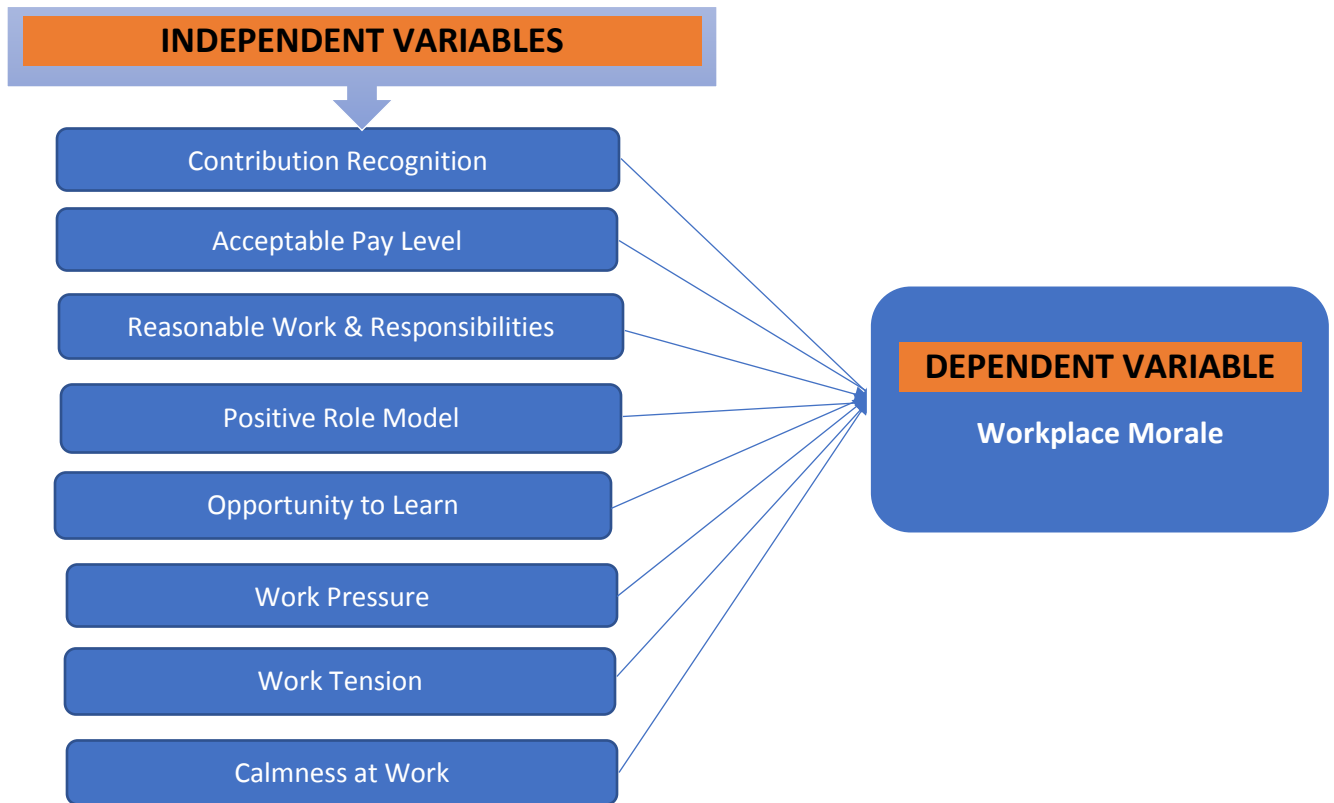 INDEPENDENT VARIABLES
Contribution Recognition
Acceptable Pay Level
Reasonable Work & Responsibilities
Positive Role Model
Opportunity to Learn
Work Pressure
Work Tension
Calmness at Work
DEPENDENT VARIABLE
Workplace Morale